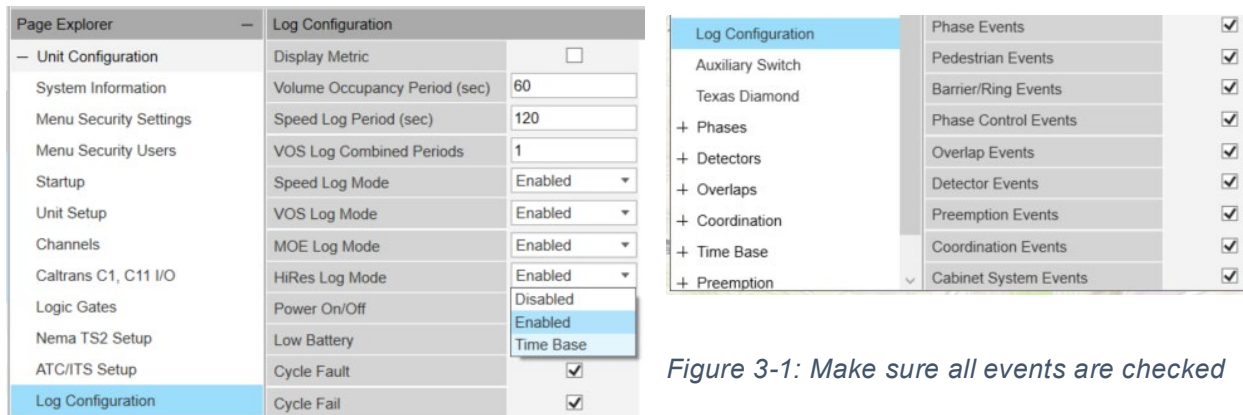 Page Explorer –
Log Configuration
– Unit Configuration
Display Metric
System Information
Volume Occupancy Period (sec) 60
Menu Security Settings
Speed Log Period (sec) 120
Menu Security Users
VOS Log Combined Periods 1
Startup
Speed Log Mode Enabled
Unit Setup
VOS Log Mode Enabled
Channels
MOE Log Mode Enabled
Caltrans C1, C11 I/O
HiRes Log Mode Enabled
Disabled
Logic Gates
Power On/Off
Enabled
Nema TS2 Setup
Low Battery
Time Base
ATC/ITS Setup
Cycle Fault
Log Configuration
Cycle Fail
Log Configuration
Phase Events
Auxiliary Switch
Pedestrian Events
Texas Diamond
Barrier/Ring Events
+ Phases
Phase Control Events
+ Detectors
Overlap Events
+ Overlaps
Detector Events
+ Coordination
Preemption Events
+ Time Base
Coordination Events
+ Preemption
Cabinet System Events
Figure 3-1: Make sure all events are checked